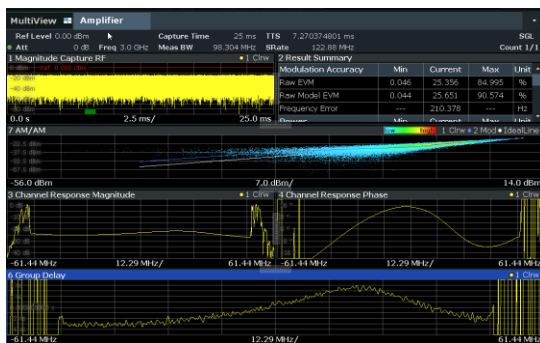 MultiView Amplifier
Ref Level 0.00 dBm Capture Time 25 ms TTS 7.270374801 ms SGL
Att 0 dB Freq 3.0 GHz Meas BW 98.304 MHz SRate 122.88 MHz Count 1/1
1 Magnitude Capture RF 1 Clrw 2 Result Summary
Modulation Accuracy Min Current Max Unit
Raw EVM 0.046 25.356 84.995 %
Raw Model EVM 0.044 25.651 90.574 %
Frequency Error --- 210.378 --- Hz
Power Min Current Max Unit
0.0 s 2.5 ms/ 25.0 ms
7 AM/AM low high 1 Clrw 2 Mod IdealLine
-56.0 dBm 7.0 dBm/ 14.0 dBm
3 Channel Response Magnitude 1 Clrw 4 Channel Response Phase 1 Clrw
-61.44 MHz 12.29 MHz/ 61.44 MHz -61.44 MHz 12.29 MHz/ 61.44 MHz
6 Group Delay 1 Clrw
-61.44 MHz 12.29 MHz/ 61.44 MHz